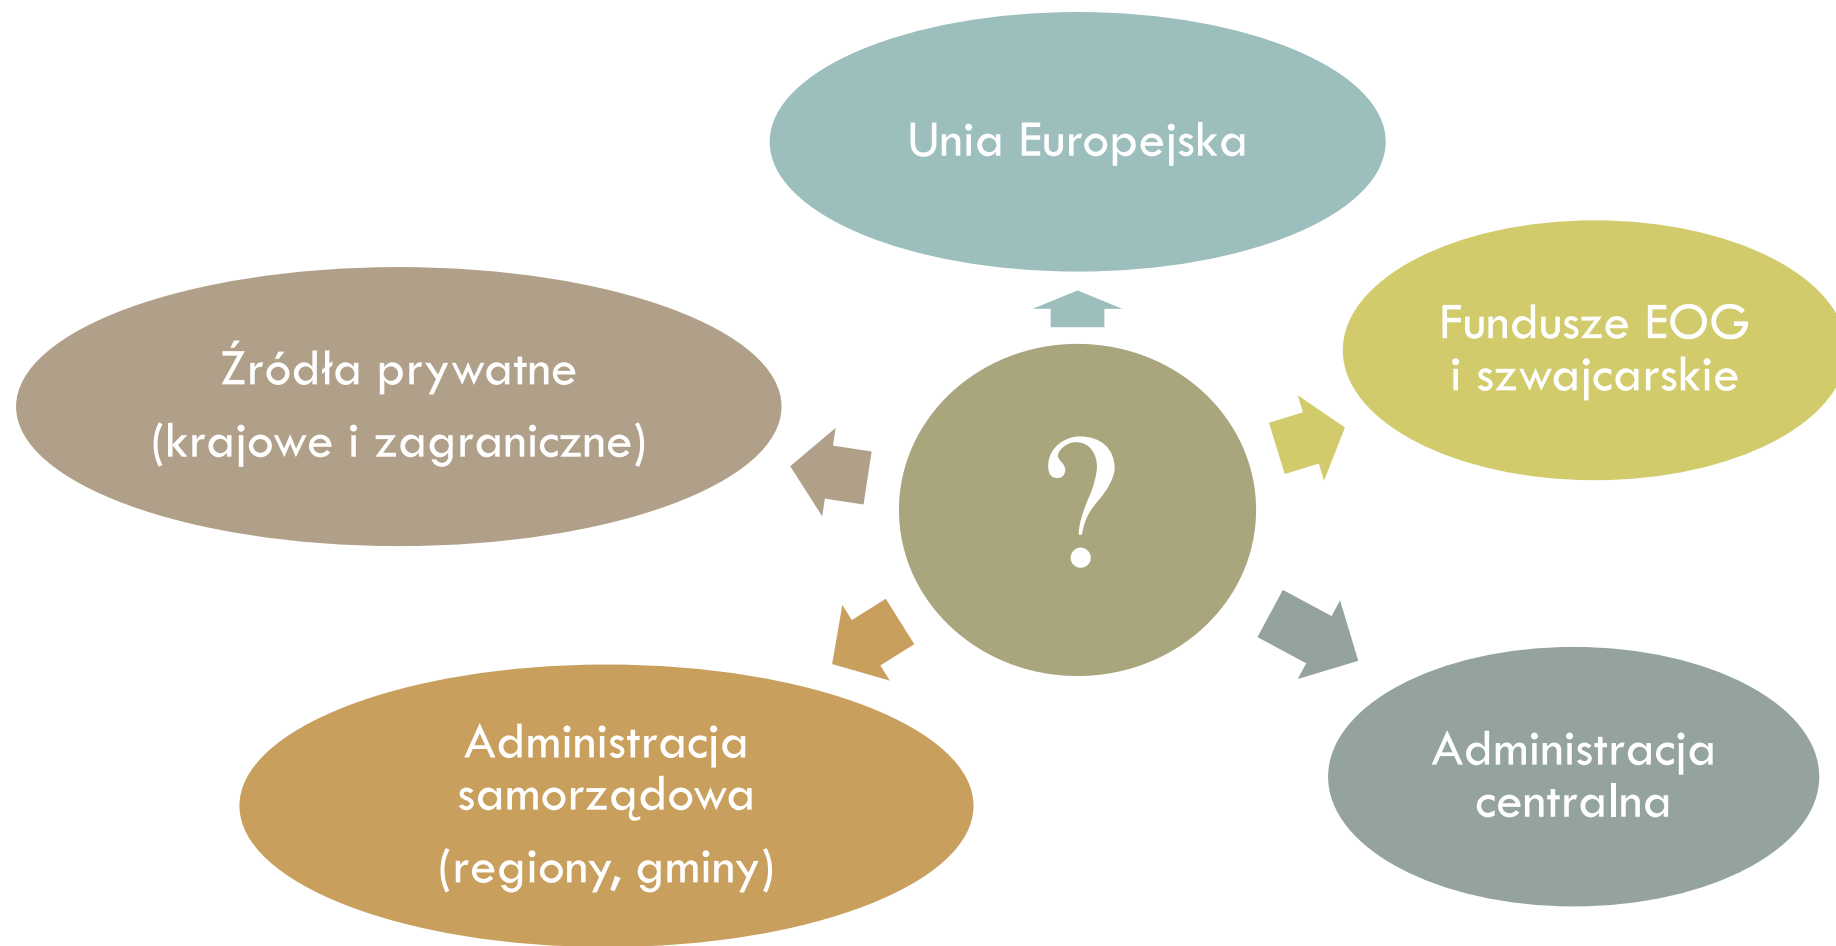 Unia Europejska
Fundusze EOG
i szwajcarskie
Źródła prywatne
(krajowe i zagraniczne)
?
Administracja
samorządowa
(regiony, gminy)
Administracja
centralna